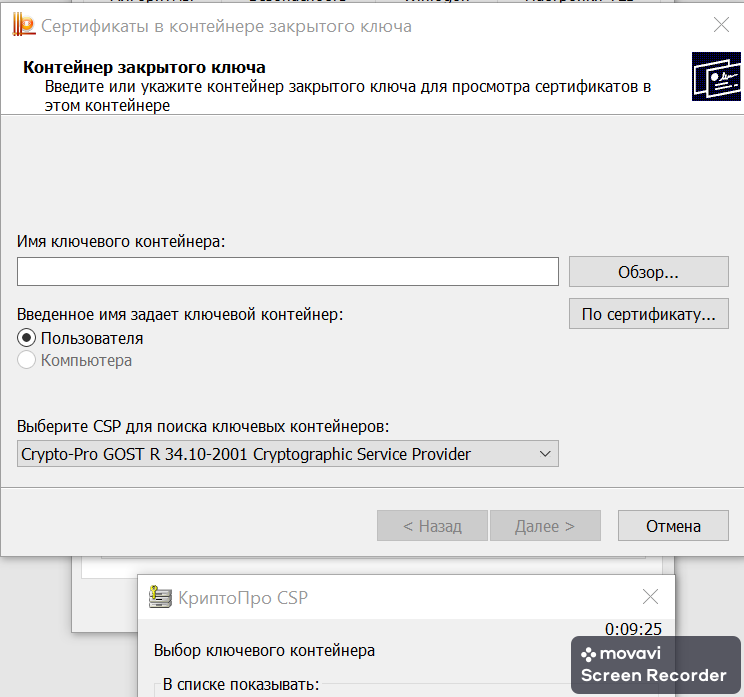 Сертификаты в контейнере закрытого ключа
Контейнер закрытого ключа
Введите или укажите контейнер закрытого ключа для просмотра сертификатов в
этом контейнере
Имя ключевого контейнера:
Обзор...
Введенное имя задает ключевой контейнер:
По сертификату...
Пользователя
Компьютера
Выберите CSP для поиска ключевых контейнеров:
Crypto-Pro GOST R 34.10-2001 Cryptographic Service Provider
< Назад
Далее >
Отмена
КриптоПро CSP
0:09:25
Выбор ключевого контейнера
В списке показывать:
movavi
Screen Recorder